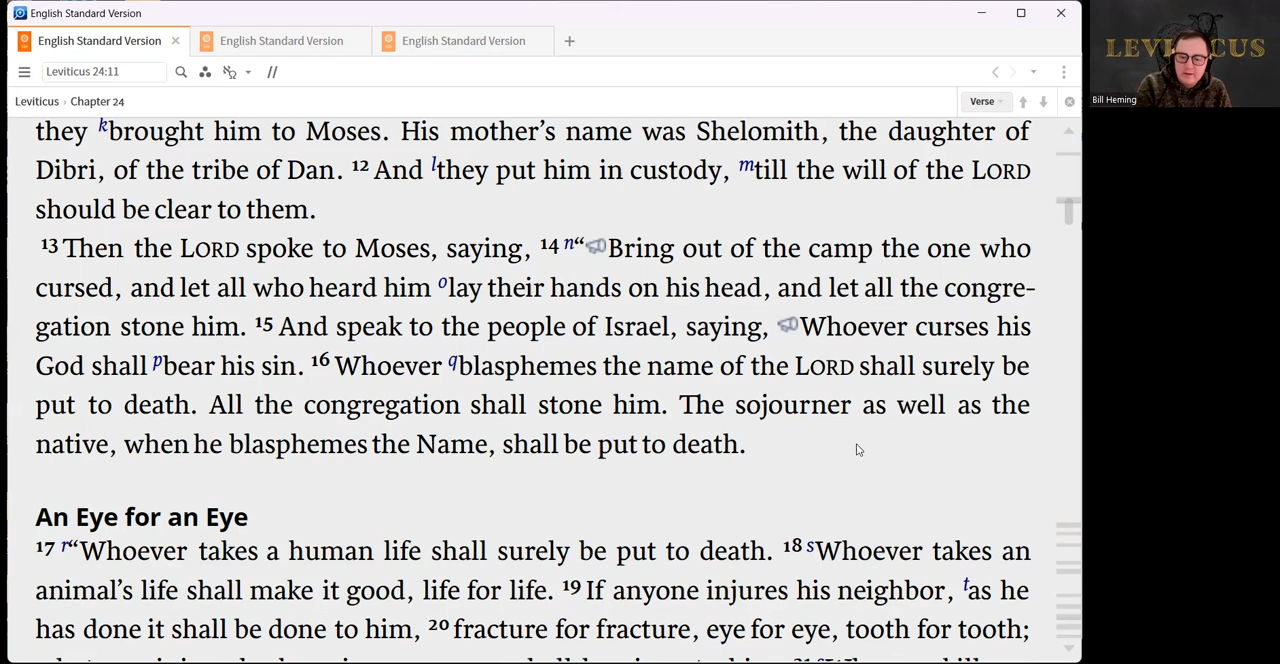 English Standard Version
English Standard Version
English Standard Version
English Standard Version
Leviticus 24:11
Leviticus › Chapter 24
Verse
they kbrought him to Moses. His mother’s name was Shelomith, the daughter of
Dibri, of the tribe of Dan. 12 And lthey put him in custody, mtill the will of the LORD
should be clear to them.
13 Then the LORD spoke to Moses, saying, 14 n“Bring out of the camp the one who
cursed, and let all who heard him olay their hands on his head, and let all the congre-
gation stone him. 15 And speak to the people of Israel, saying, Whoever curses his
God shall pbear his sin. 16 Whoever qblasphemes the name of the LORD shall surely be
put to death. All the congregation shall stone him. The sojourner as well as the
native, when he blasphemes the Name, shall be put to death.
An Eye for an Eye
17 r“Whoever takes a human life shall surely be put to death. 18 sWhoever takes an
animal’s life shall make it good, life for life. 19 If anyone injures his neighbor, tas he
has done it shall be done to him, 20 fracture for fracture, eye for eye, tooth for tooth;
LEVITICUS
Bill Heming